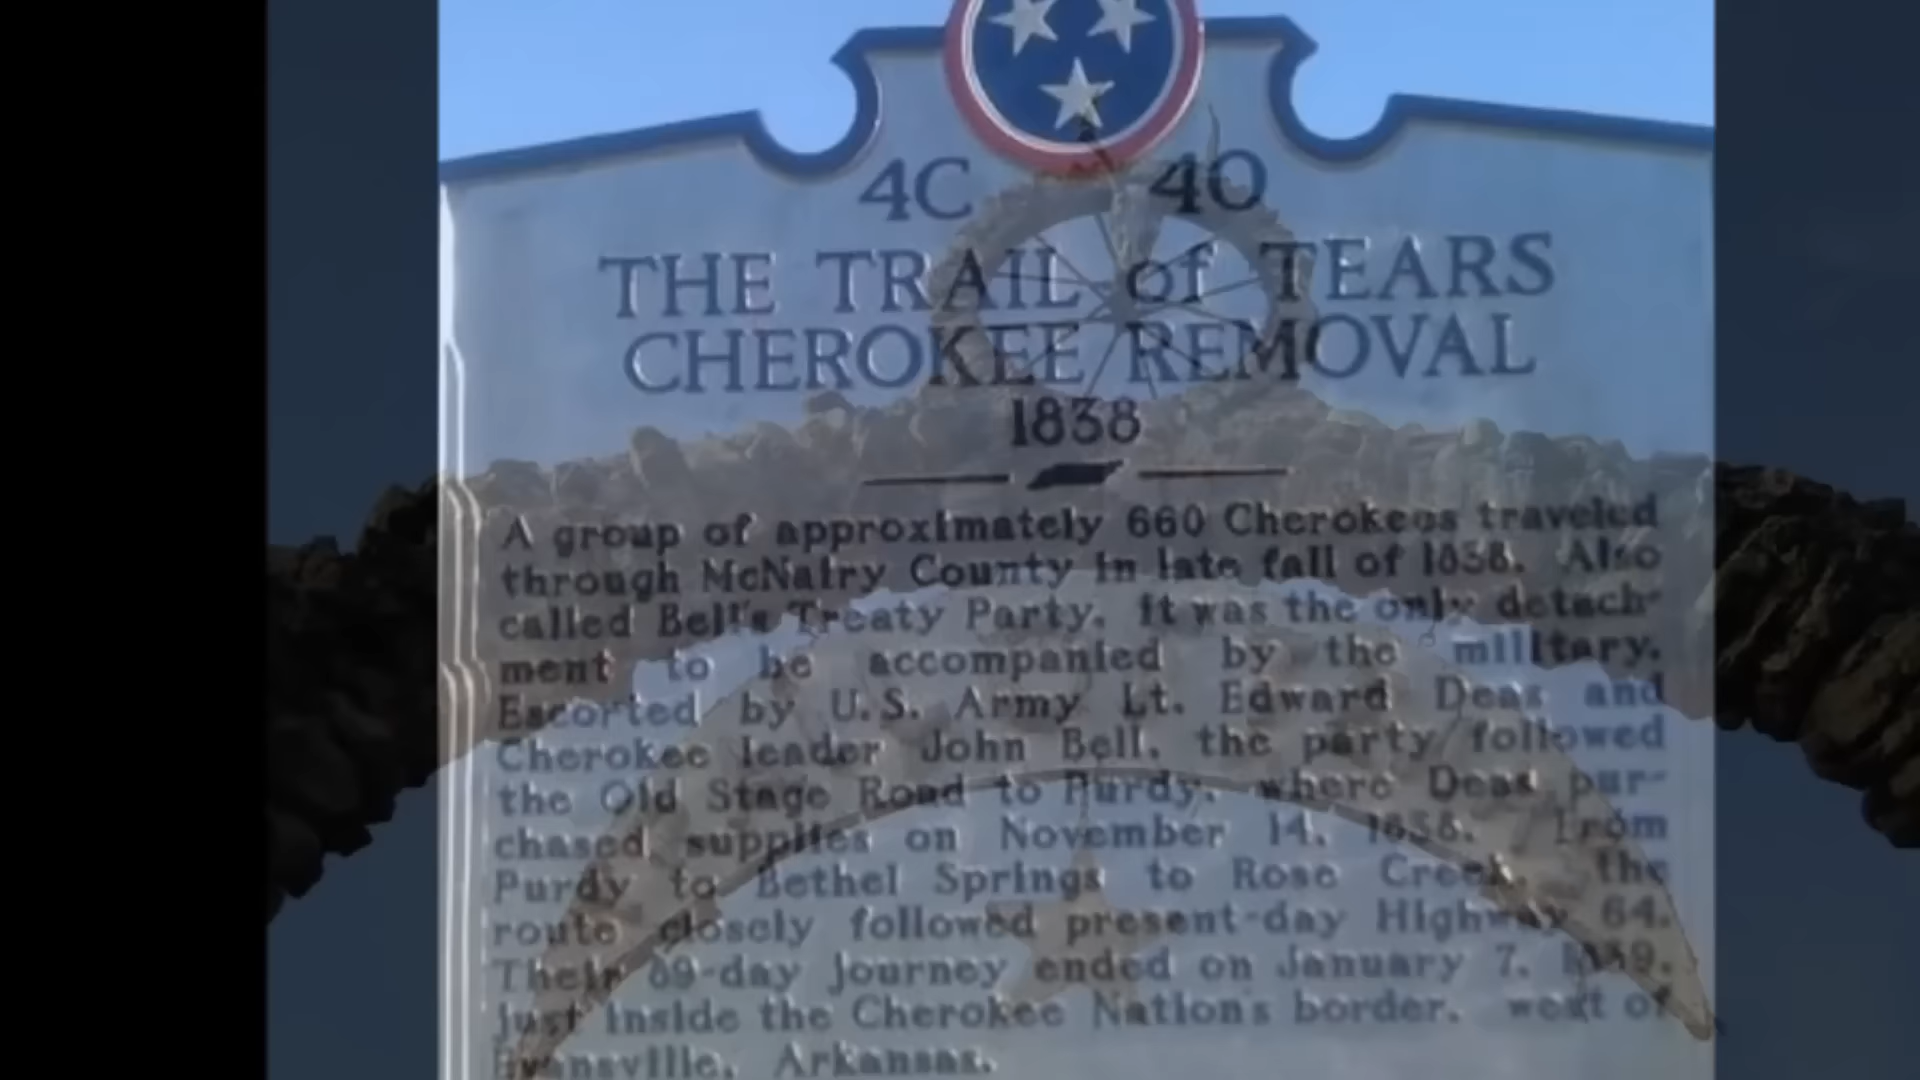 4C 40
THE TRAIL of TEARS
CHEROKEE REMOVAL
1838
A group of approximately 660 Cherokees traveled
through McNairy County in late fall of 1838. Also
called Bell's Treaty Party. It was the only detach-
ment to be accompanied by the military.
Escorted by U.S. Army Lt. Edward Deas and
Cherokee leader John Bell, the party followed
the Old Stage Road to Purdy, where Deas pur-
chased supplies on November 14, 1838. From
Purdy to Bethel Springs to Rose Creek, the
route closely followed present-day Highway 64.
Their 89-day journey ended on January 7, 1839,
just inside the Cherokee Nation's border, west of
Evansville, Arkansas.